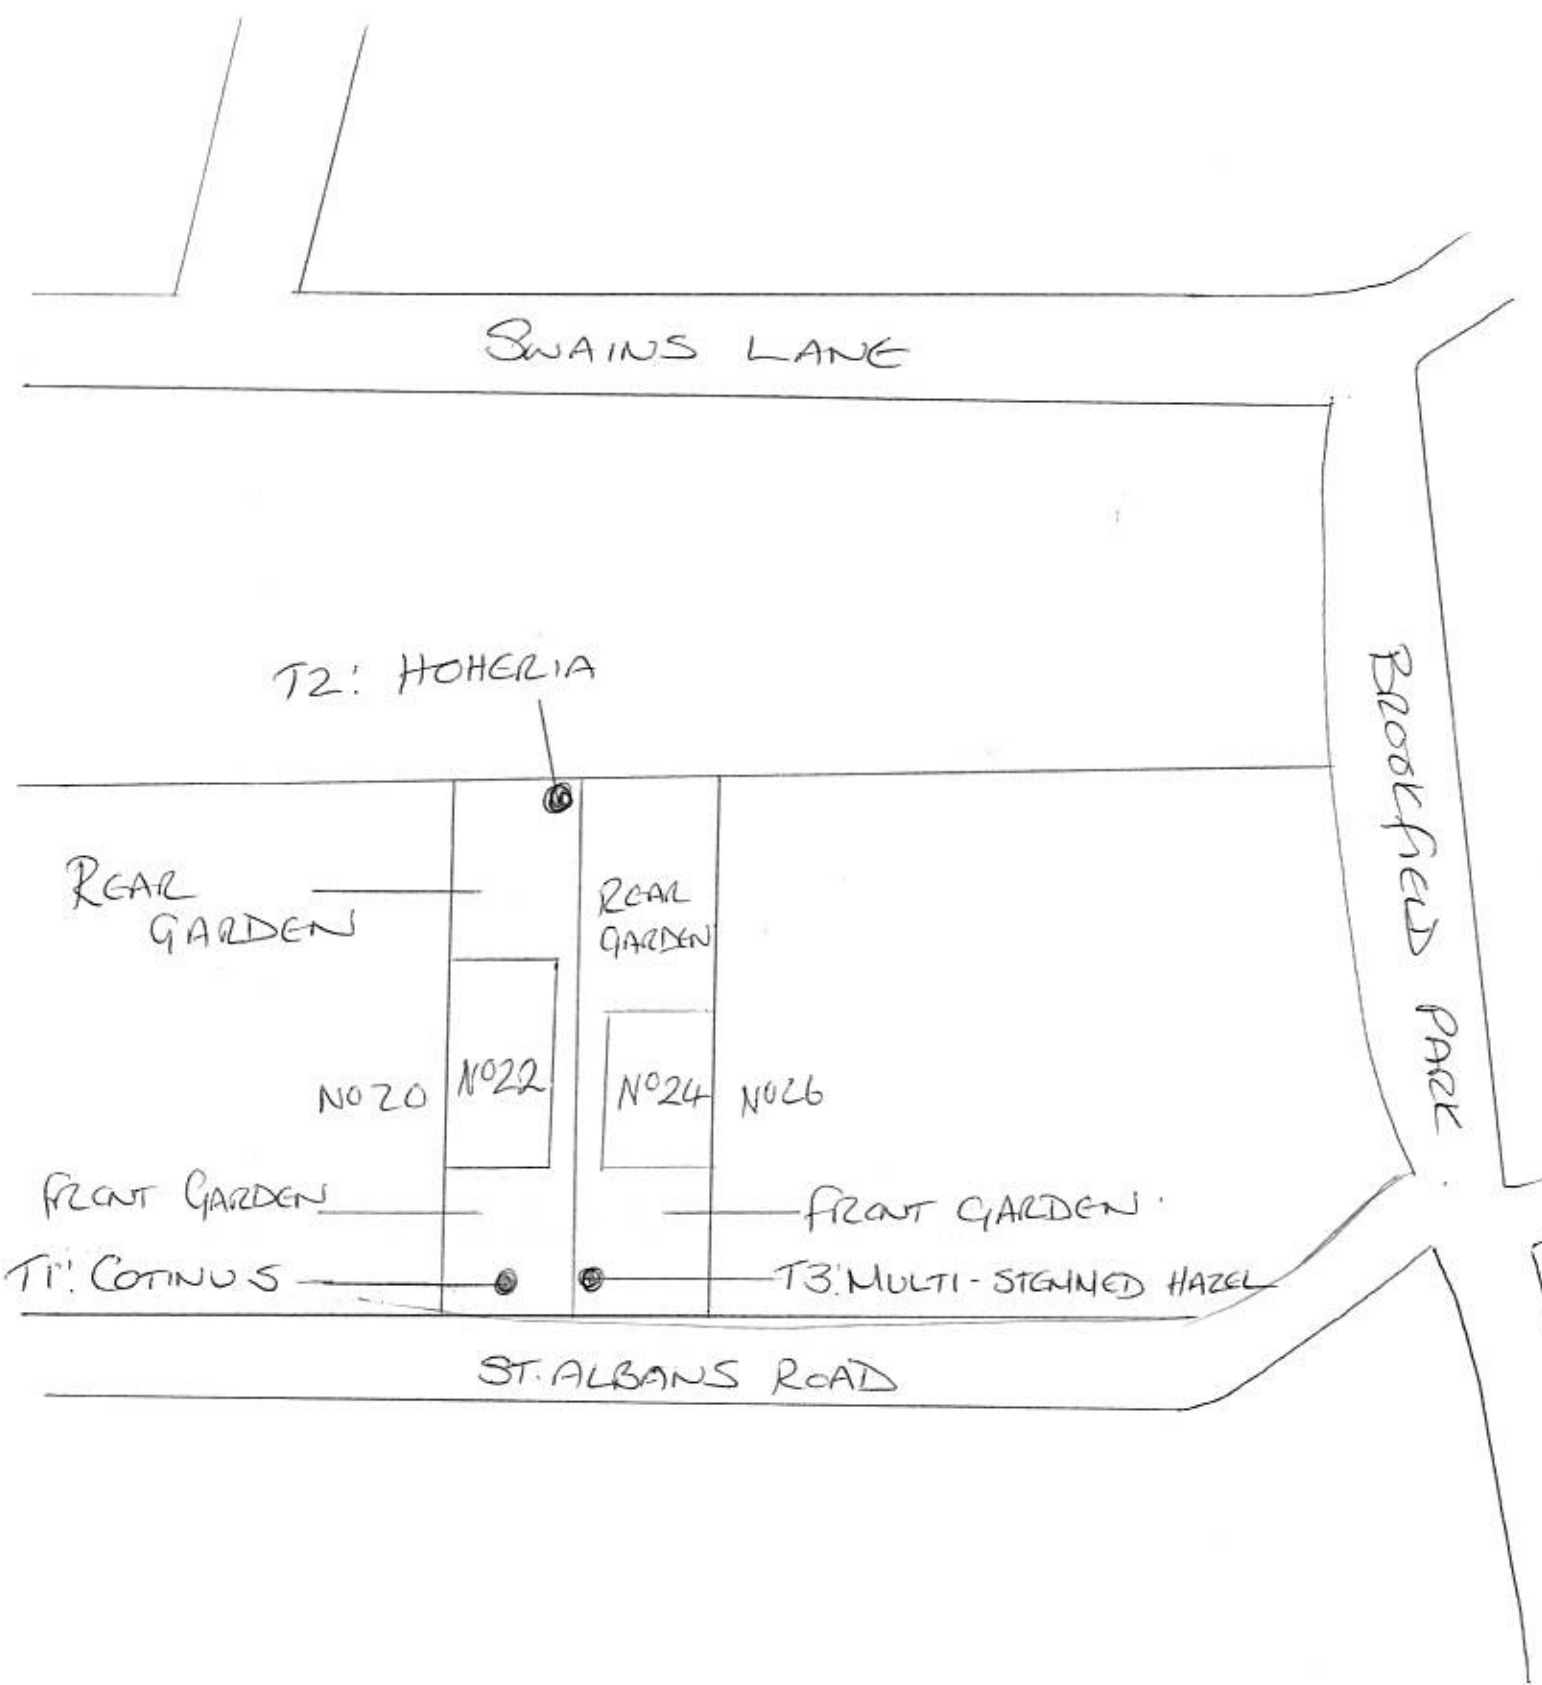 SWAINS LANE
T2: HOHERIA
BROOKFIELD PARK
REAR
GARDEN
REAR
GARDEN
No20
No22
No24
No26
FRONT GARDEN
FRONT GARDEN
T1: COTINUS
T3: MULTI-STEMMED HAZEL
ST. ALBANS ROAD